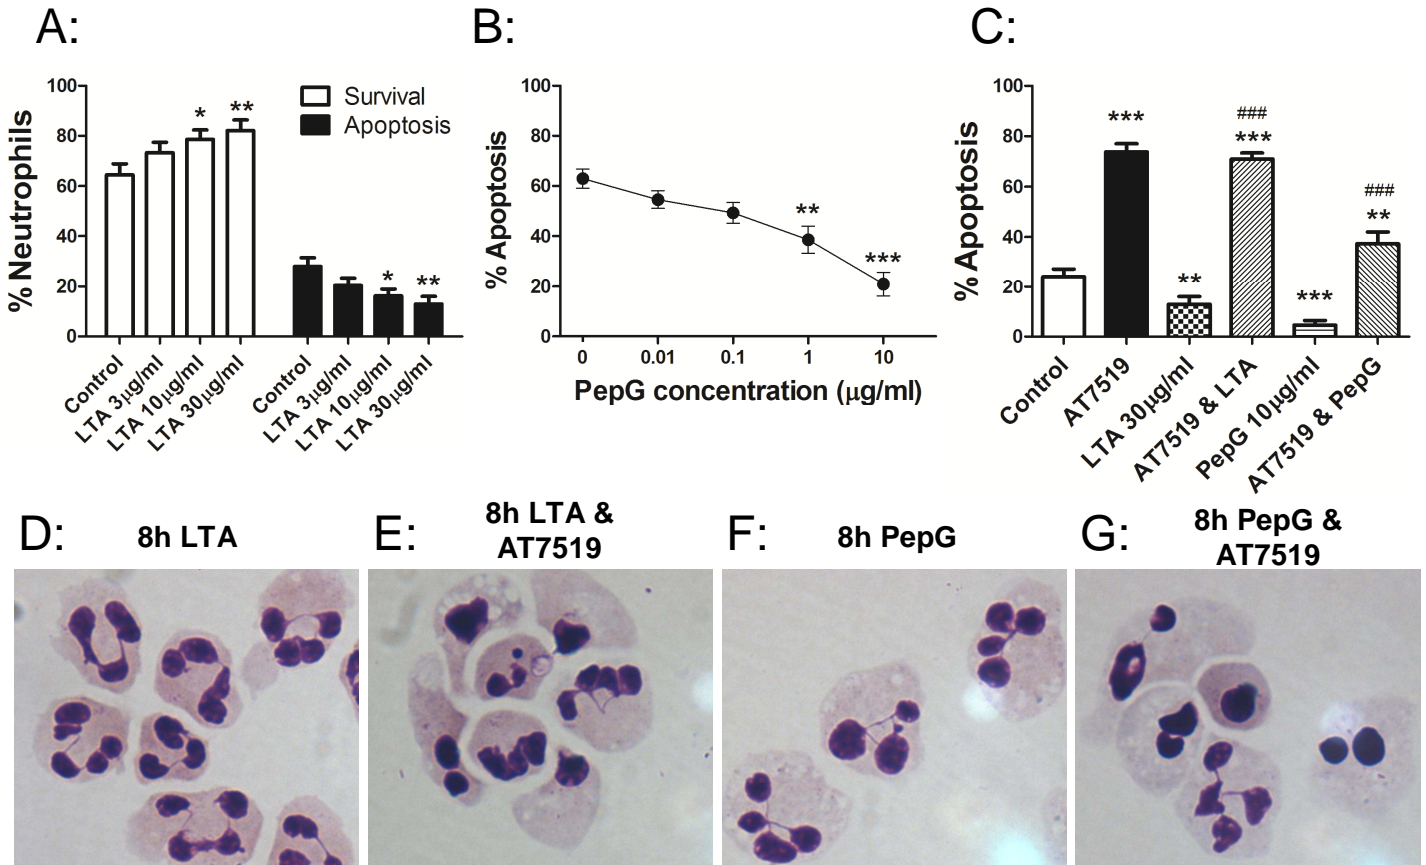 A:
B:
C:
% Neutrophils
100
80
60
40
20
0
* **
* **
Survival
Apoptosis
Control
LTA 3μg/ml
LTA 10μg/ml
LTA 30μg/ml
Control
LTA 3μg/ml
LTA 10μg/ml
LTA 30μg/ml
% Apoptosis
100
80
60
40
20
0
**
***
0 0.01 0.1 1 10
PepG concentration (μg/ml)
% Apoptosis
100
80
60
40
20
0
***
**
###
***
***
###
**
Control
AT7519
LTA 30μg/ml
AT7519 & LTA
PepG 10μg/ml
AT7519 & PepG
D: 8h LTA
E: 8h LTA &
AT7519
F: 8h PepG
G: 8h PepG &
AT7519